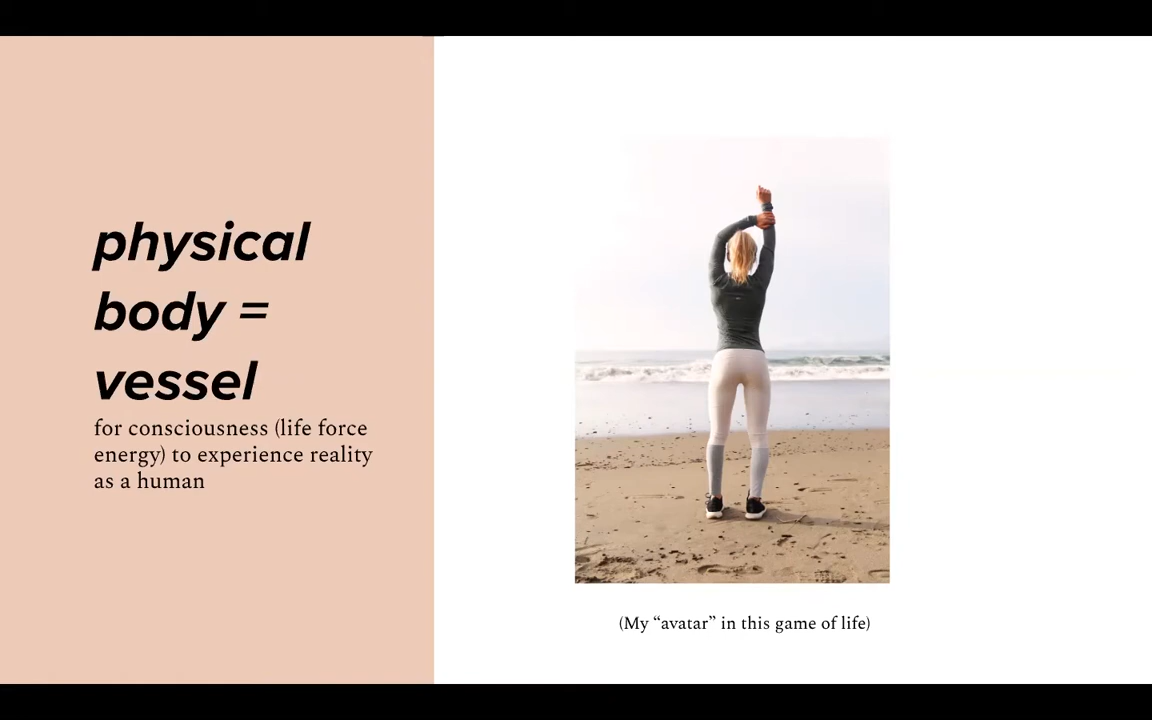 physical
body =
vessel
for consciousness (life force
energy) to experience reality
as a human
(My “avatar” in this game of life)